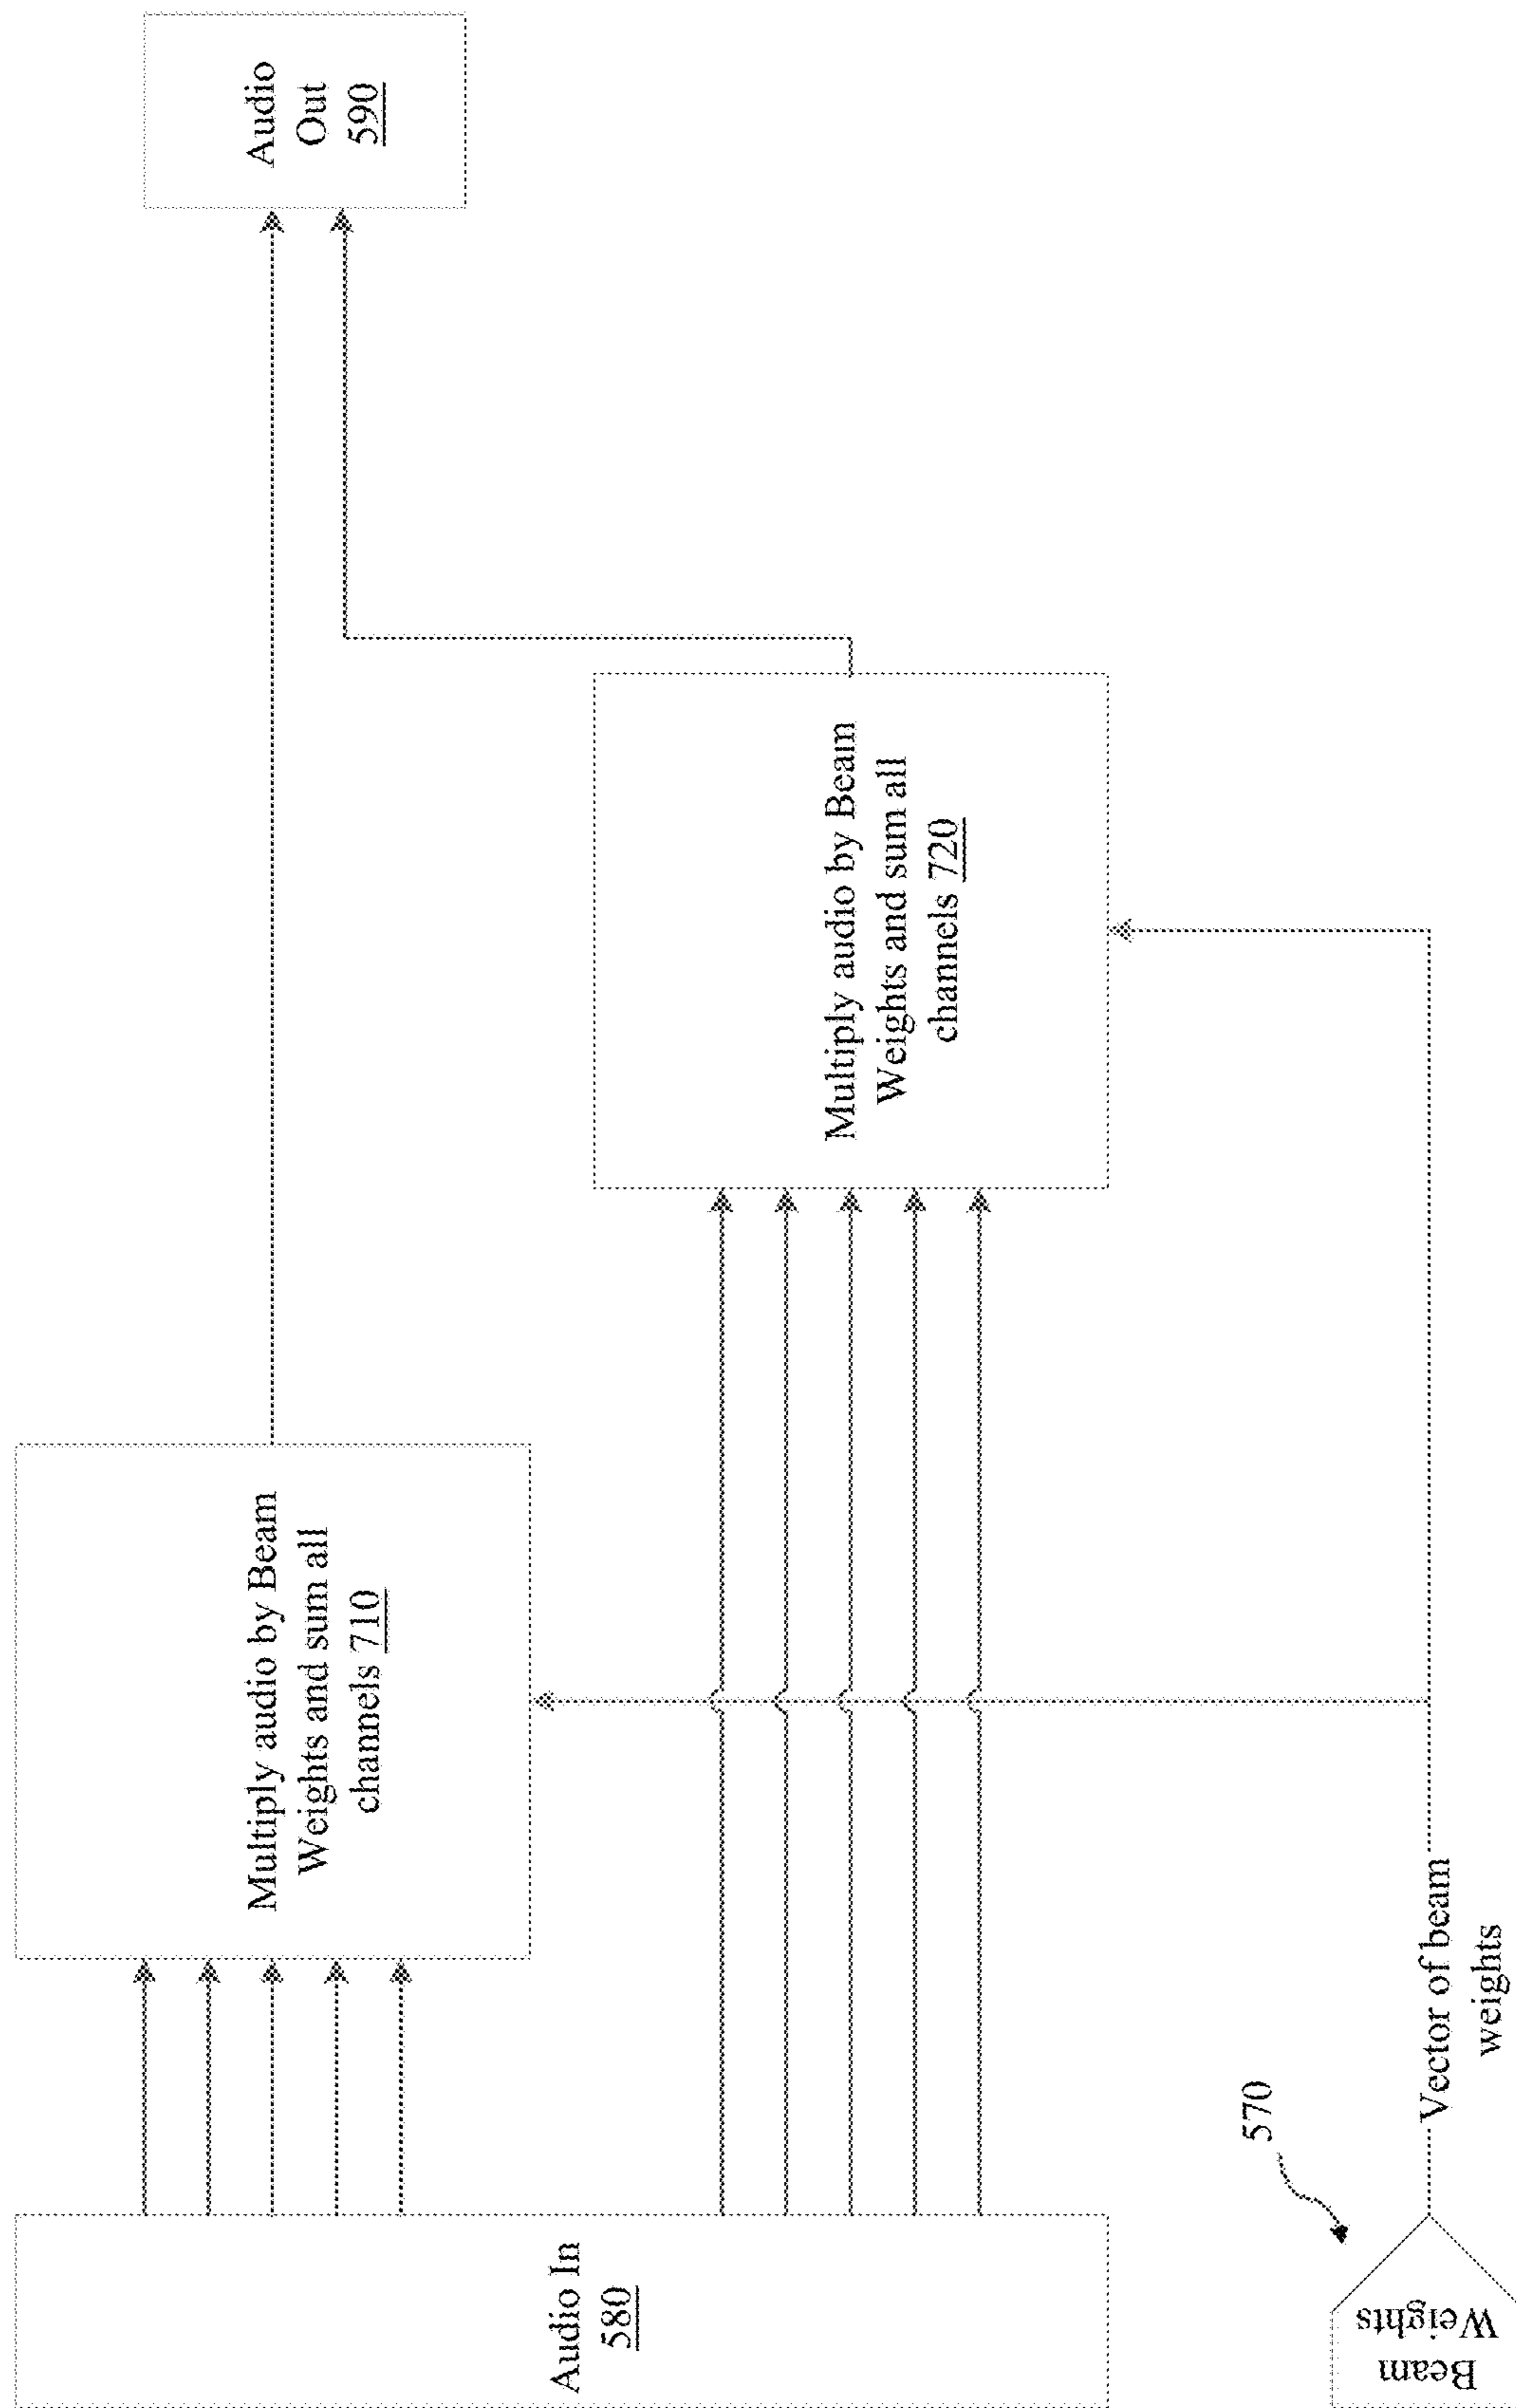 Audio In
580
Multiply audio by Beam
Weights and sum all
channels 710
Multiply audio by Beam
Weights and sum all
channels 720
Audio
Out
590
570
Beam
Weights
Vector of beam
weights